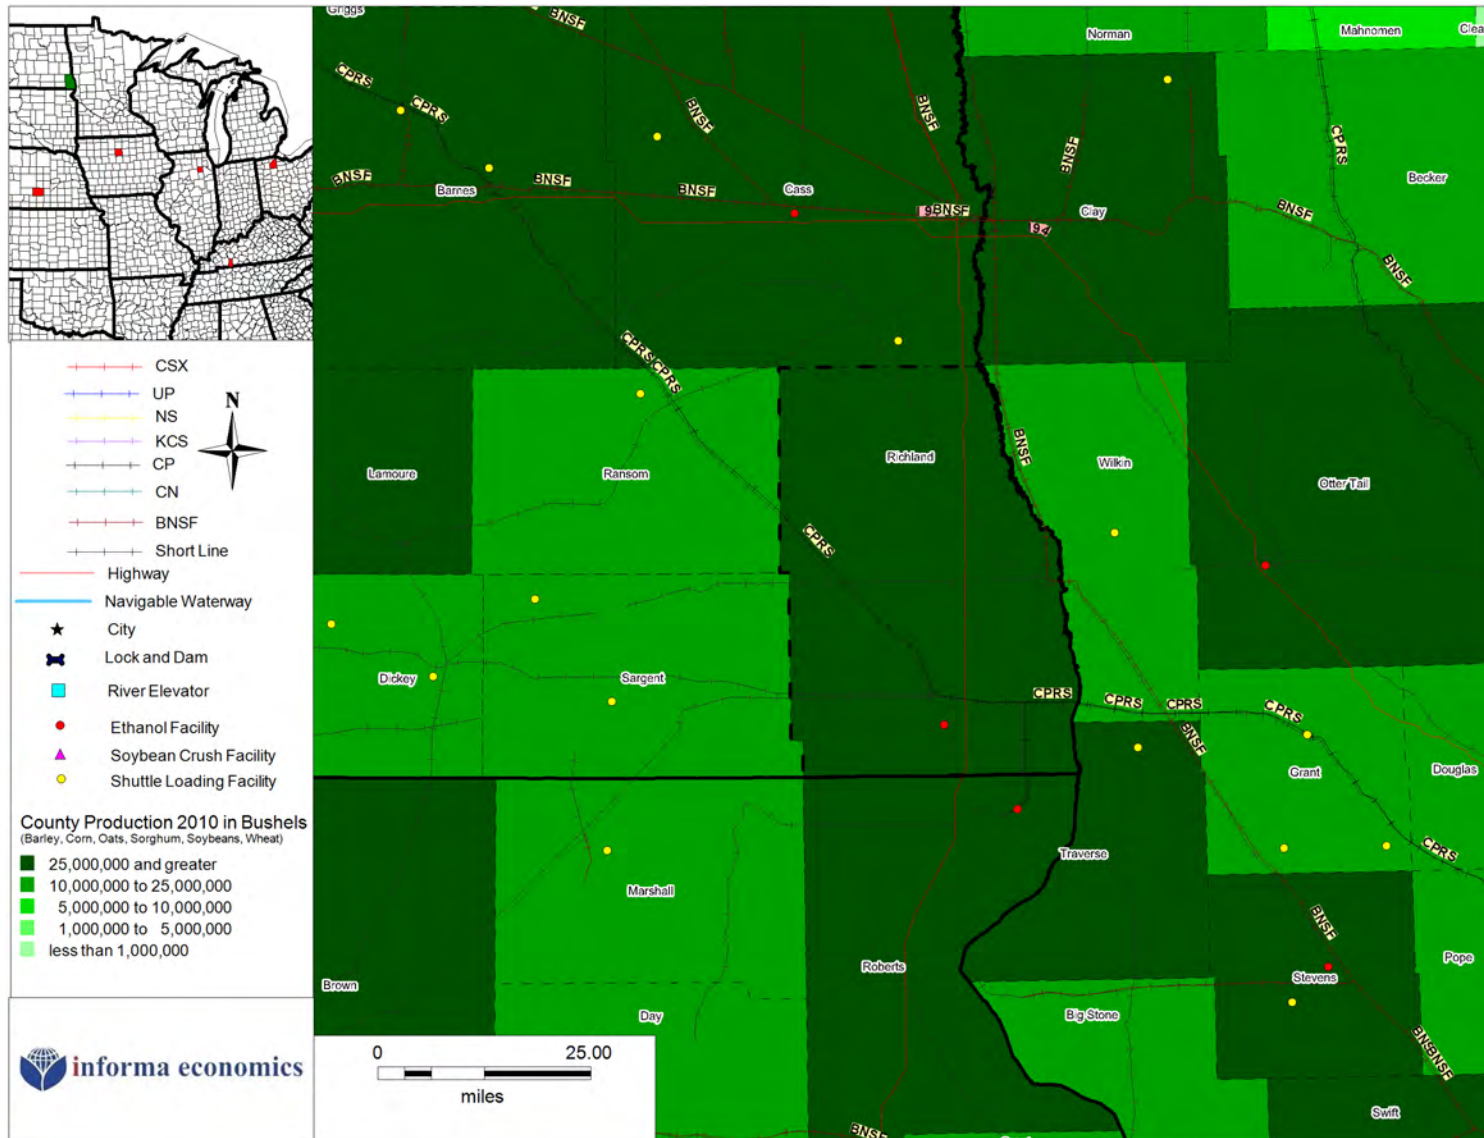 Griggs
BNSF
Norman
Mahnomen
Clea
CPRS
CPRS
BNSF
BNSF
BNSF
CPRS
Becker
BNSF
Barnes
BNSF
BNSF
Cass
I 9
BNSF
Clay
94
BNSF
BNSF
CPRS
CPRS
Lamoure
Ransom
Richland
BNSF
Wilkin
Otter Tail
CPRS
Dickey
Sargent
CPRS
CPRS
CPRS
CPRS
BNSF
Grant
Douglas
Traverse
CPRS
Marshall
BNSF
Brown
Roberts
Stevens
Pope
Day
Big Stone
BNSF
BNSF
Swift
BNSF
CSX
UP
NS
KCS
CP
CN
BNSF
Short Line
Highway
Navigable Waterway
City
Lock and Dam
River Elevator
Ethanol Facility
Soybean Crush Facility
Shuttle Loading Facility
N
County Production 2010 in Bushels
(Barley, Corn, Oats, Sorghum, Soybeans, Wheat)
25,000,000 and greater
10,000,000 to 25,000,000
5,000,000 to 10,000,000
1,000,000 to 5,000,000
less than 1,000,000
informa economics
0 25.00
miles